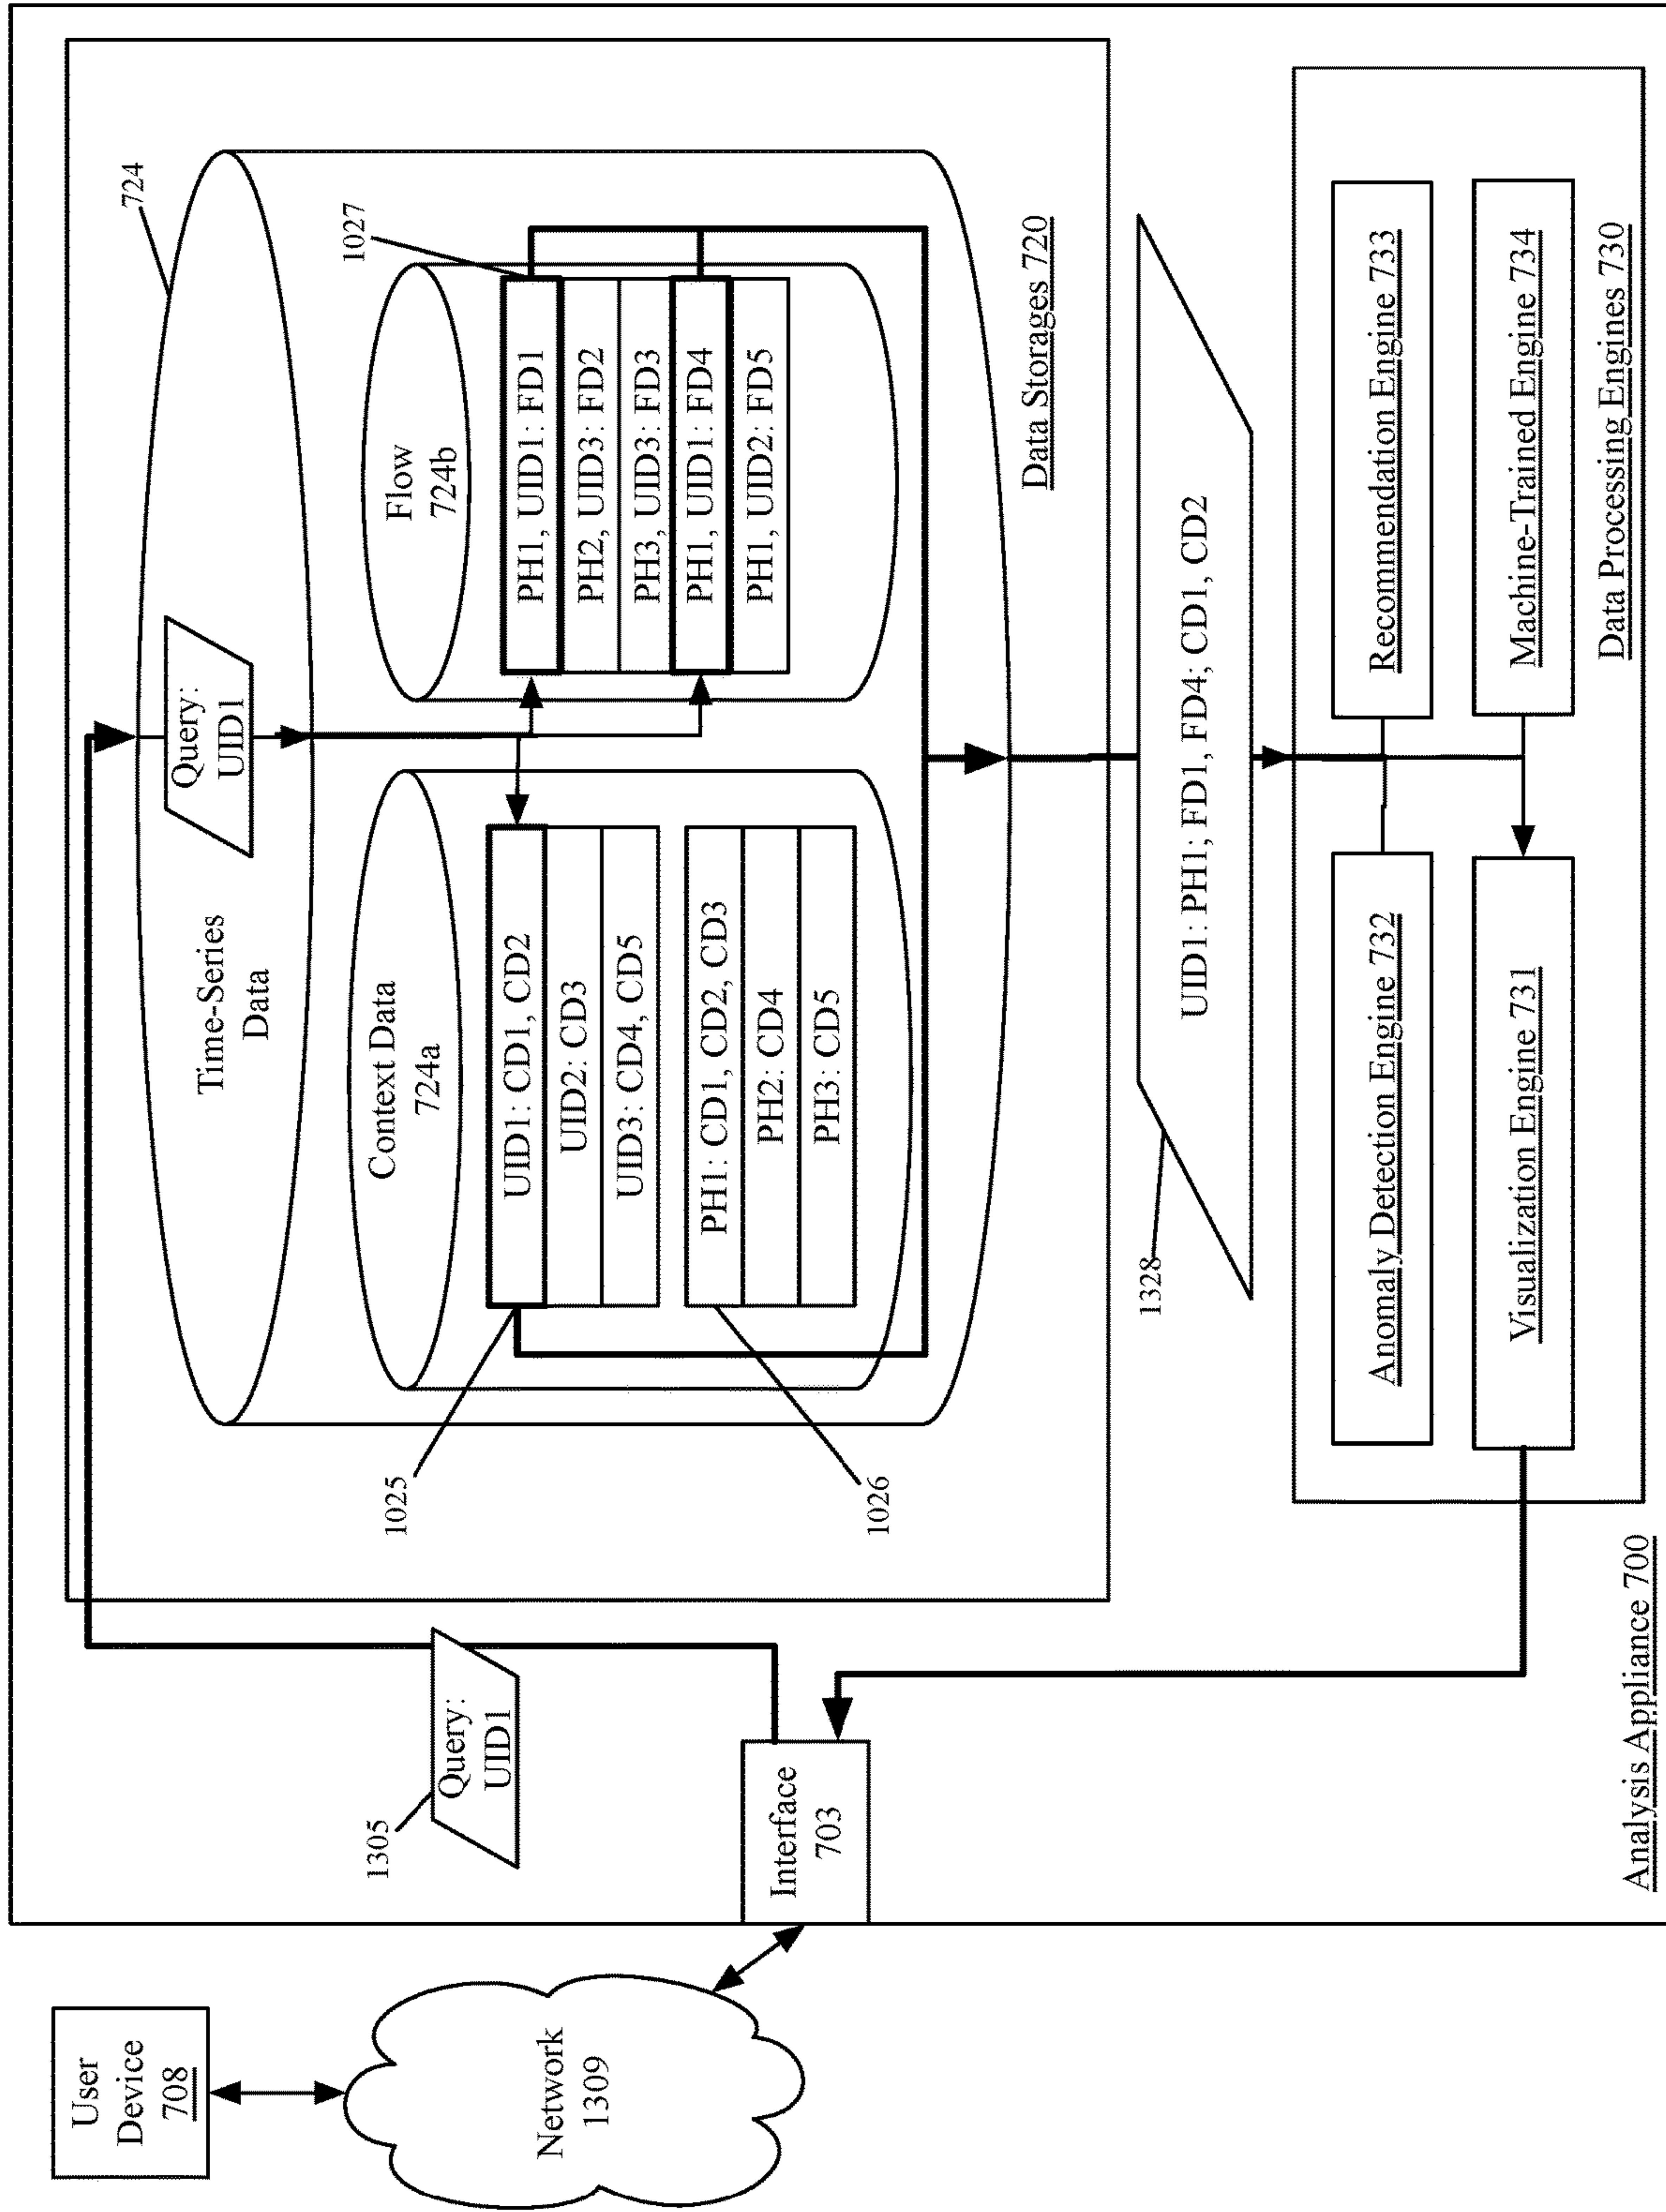 User
Device
708
Network
1309
Interface
703
1305
Query:
UID1
724
Time-Series
Data
Query:
UID1
Context Data
724a
1025
UID1: CD1, CD2
UID2: CD3
UID3: CD4, CD5
1026
PH1: CD1, CD2, CD3
PH2: CD4
PH3: CD5
Flow
724b
1027
PH1, UID1: FD1
PH2, UID3: FD2
PH3, UID3: FD3
PH1, UID1: FD4
PH1, UID2: FD5
Data Storages 720
1328
UID1: PH1; FD1, FD4; CD1, CD2
Anomaly Detection Engine 732
Recommendation Engine 733
Visualization Engine 731
Machine-Trained Engine 734
Data Processing Engines 730
Analysis Appliance 700